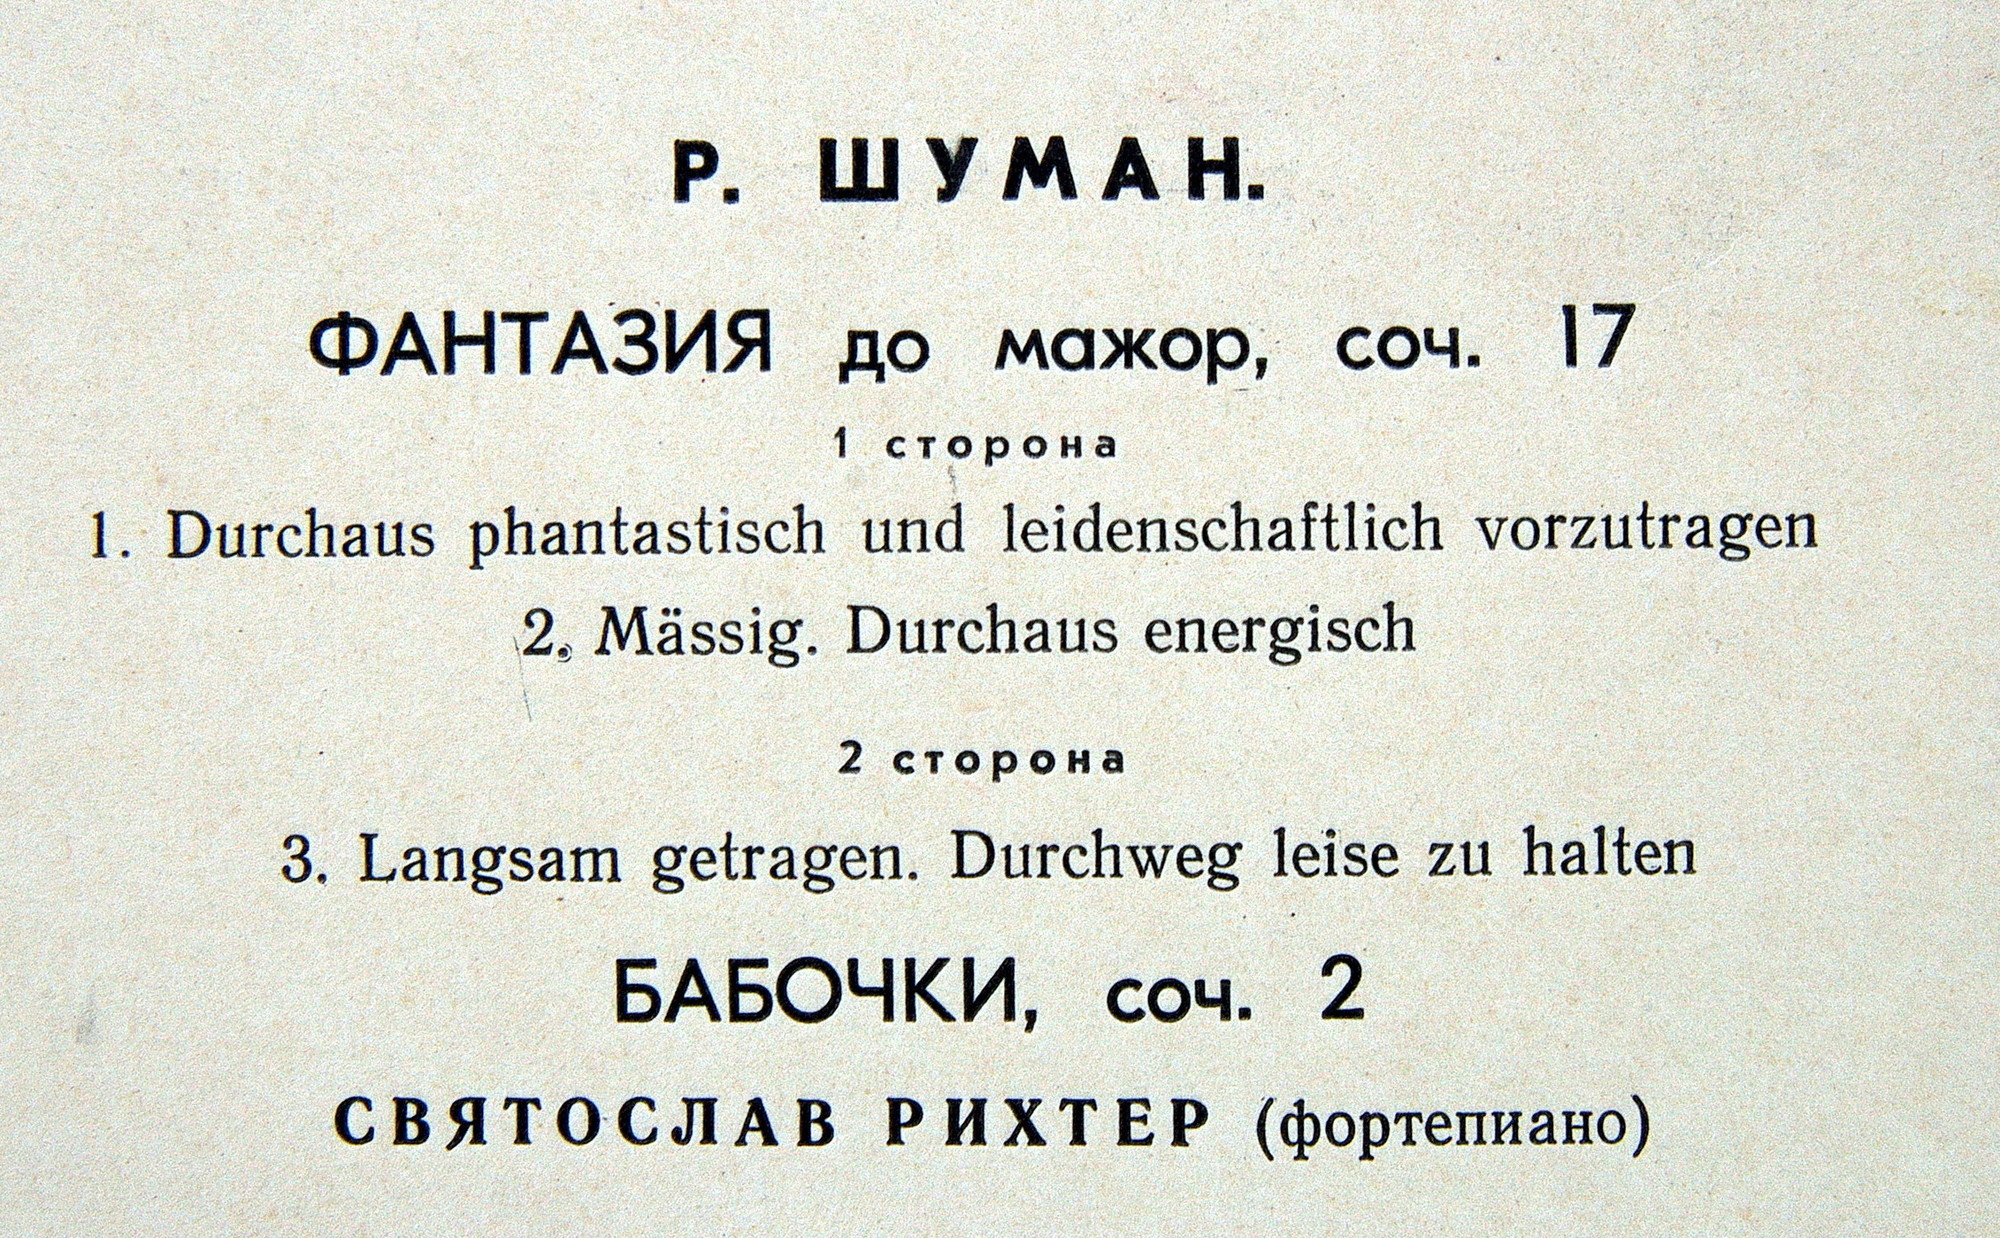 Р. ШУМАН.
ФАНТАЗИЯ до мажор, соч. 17
1 сторона
1. Durchaus phantastisch und leidenschaftlich vorzutragen
2. Mässig. Durchaus energisch
2 сторона
3. Langsam getragen. Durchweg leise zu halten
БАБОЧКИ, соч. 2
СВЯТОСЛАВ РИХТЕР (фортепиано)